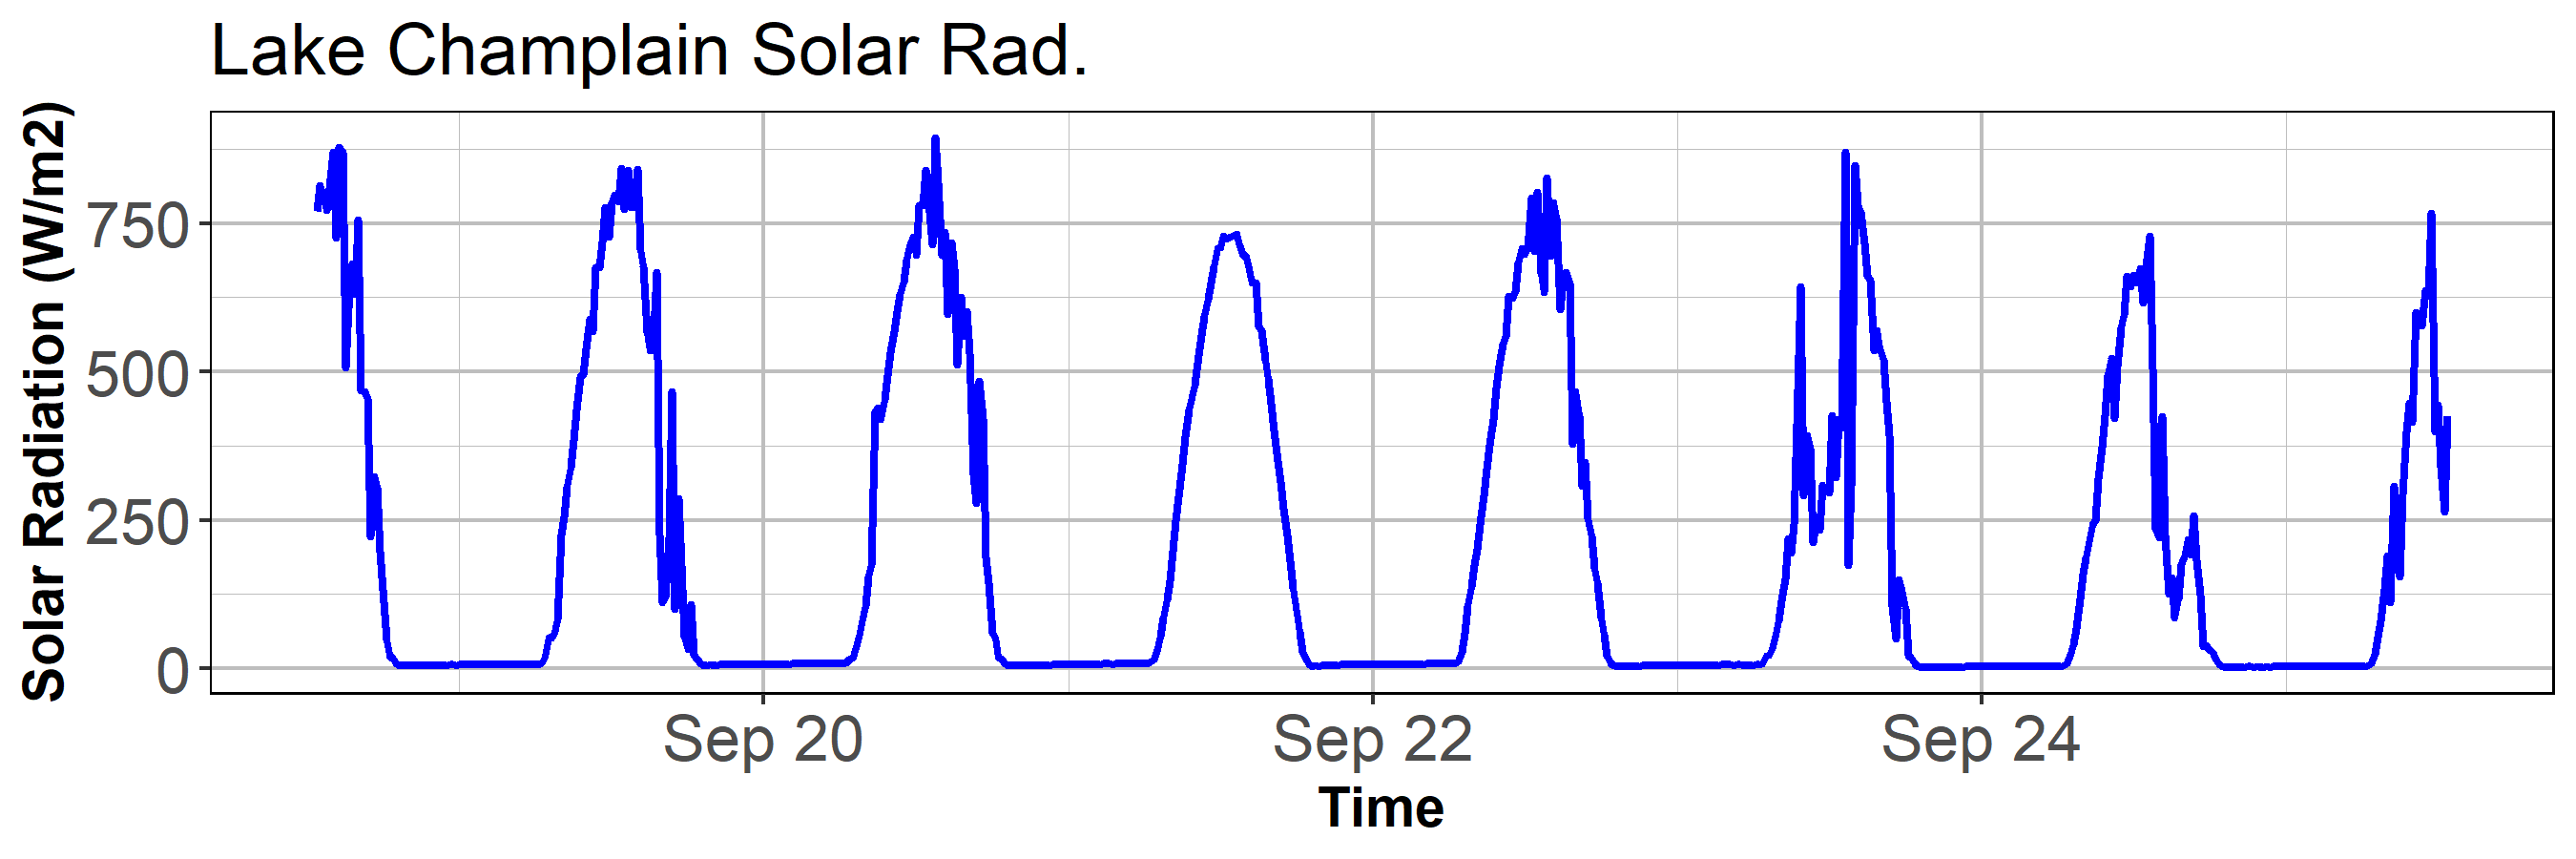 Lake Champlain Solar Rad.
Solar Radiation (W/m2)
750
500
250
0
Sep 20
Sep 22
Sep 24
Time